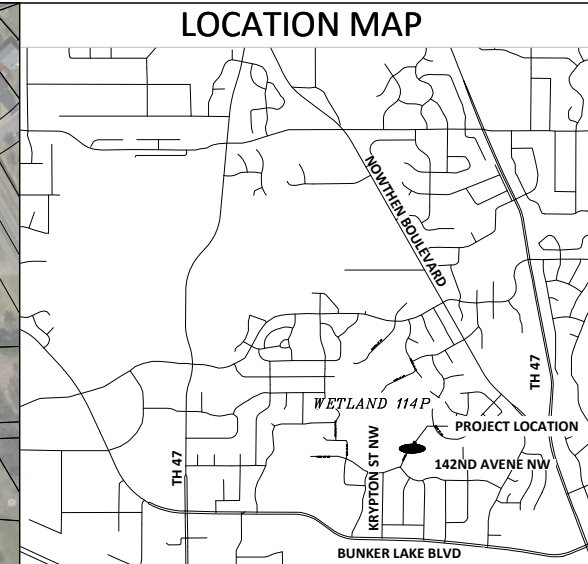 LOCATION MAP
NOWTHEN BOULEVARD
TH 47
WETLAND 114P
PROJECT LOCATION
142ND AVENE NW
KRYPTON ST NW
TH 47
BUNKER LAKE BLVD